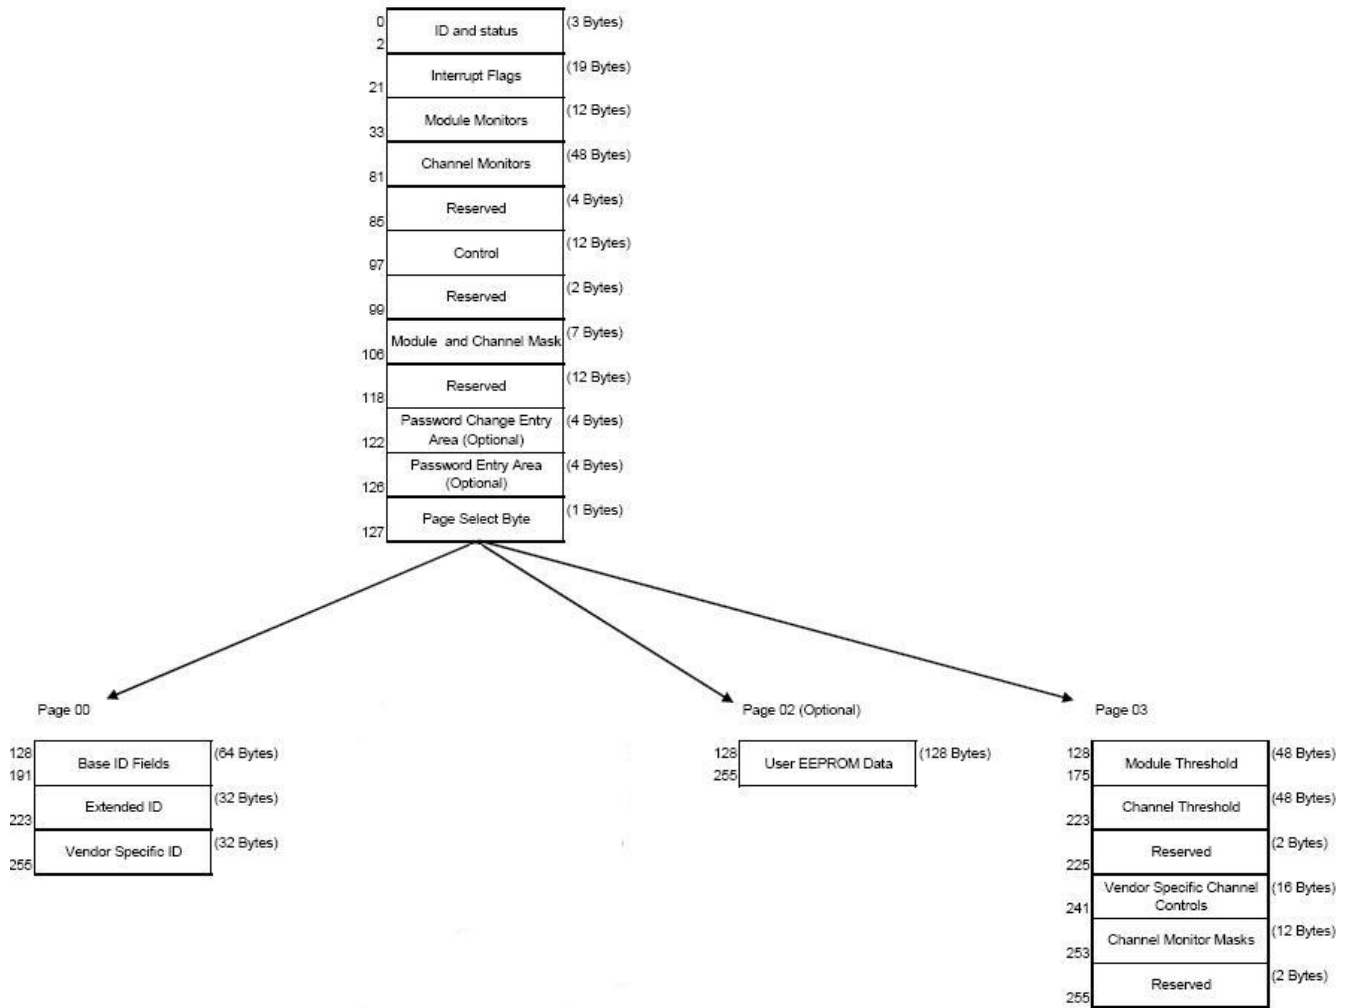 0
ID and status
(3 Bytes)
2
Interrupt Flags
(19 Bytes)
21
Module Monitors
(12 Bytes)
33
Channel Monitors
(48 Bytes)
81
Reserved
(4 Bytes)
85
Control
(12 Bytes)
97
Reserved
(2 Bytes)
99
Module and Channel Mask
(7 Bytes)
106
Reserved
(12 Bytes)
118
Password Change Entry
Area (Optional)
(4 Bytes)
122
Password Entry Area
(Optional)
(4 Bytes)
126
Page Select Byte
(1 Bytes)
127
Page 00
128
Base ID Fields
(64 Bytes)
191
Extended ID
(32 Bytes)
223
Vendor Specific ID
(32 Bytes)
255
Page 02 (Optional)
128
User EEPROM Data
(128 Bytes)
255
Page 03
128
Module Threshold
(48 Bytes)
175
Channel Threshold
(48 Bytes)
223
Reserved
(2 Bytes)
225
Vendor Specific Channel
Controls
(16 Bytes)
241
Channel Monitor Masks
(12 Bytes)
253
Reserved
(2 Bytes)
255